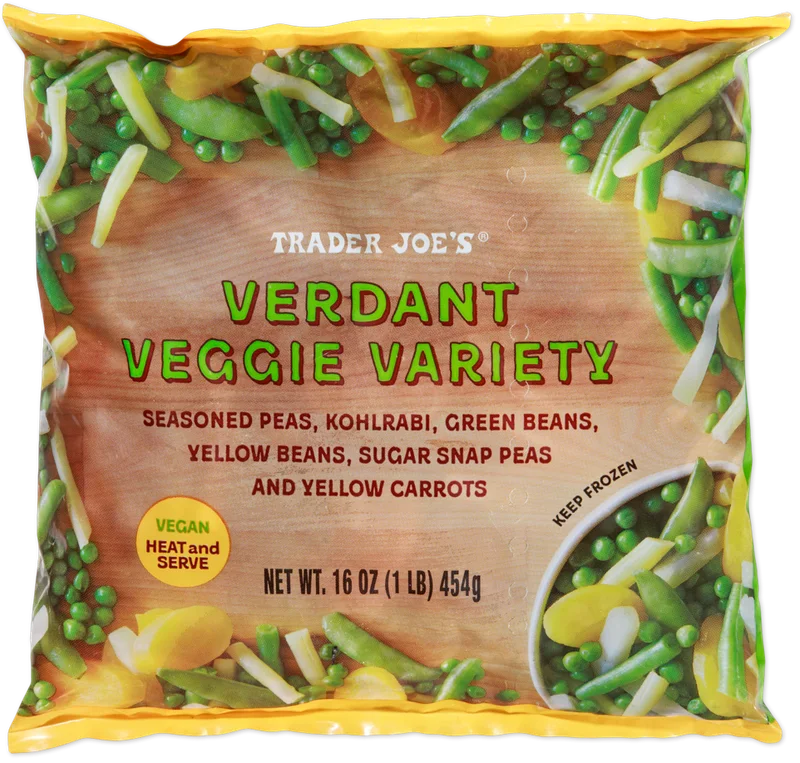 TRADER JOE'S®
VERDANT
VEGGIE VARIETY
SEASONED PEAS, KOHLRABI, GREEN BEANS,
YELLOW BEANS, SUGAR SNAP PEAS
AND YELLOW CARROTS
KEEP FROZEN
VEGAN
HEAT and
SERVE
NET WT. 16 OZ (1 LB) 454g